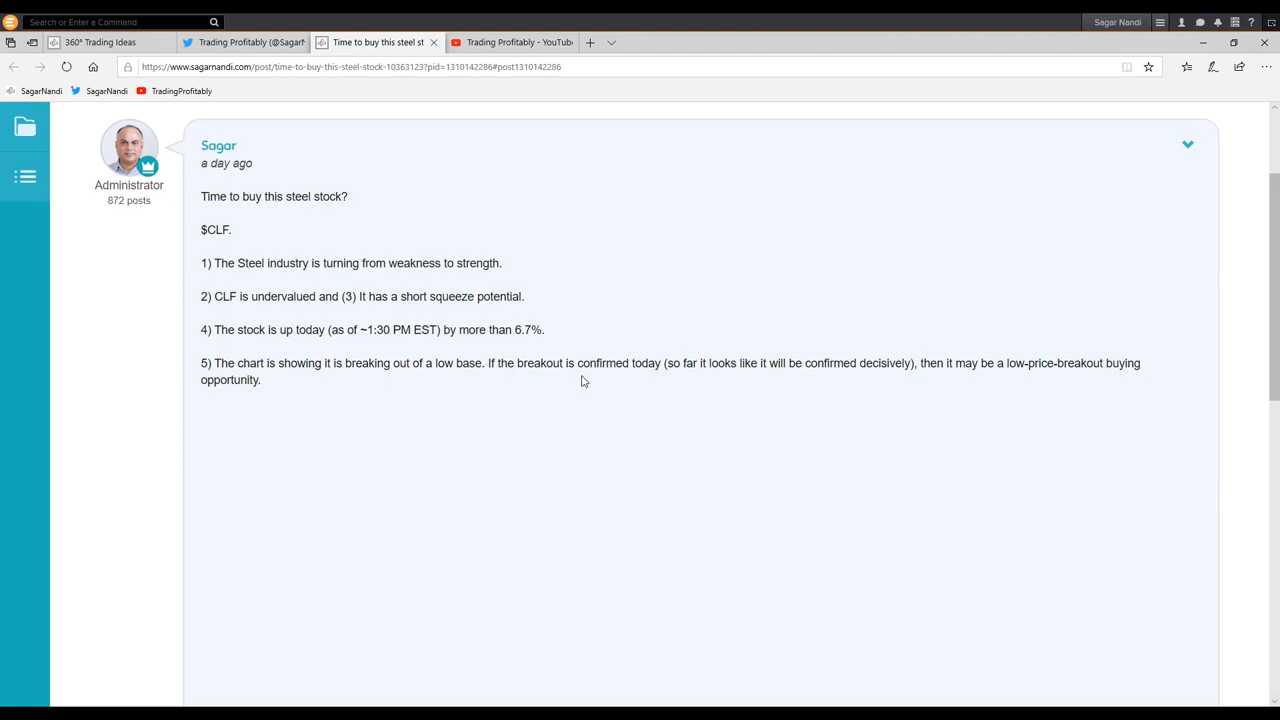 Search or Enter a Command
Sagar Nandi
360° Trading Ideas
Trading Profitably (@SagarN
Time to buy this steel st
Trading Profitably - YouTube
https://www.sagarnandi.com/post/time-to-buy-this-steel-stock-10363123?pid=1310142286#post1310142286
SagarNandi
SagarNandi
TradingProfitably
Sagar
a day ago
Administrator
872 posts
Time to buy this steel stock?
$CLF.
1) The Steel industry is turning from weakness to strength.
2) CLF is undervalued and (3) It has a short squeeze potential.
4) The stock is up today (as of ~1:30 PM EST) by more than 6.7%.
5) The chart is showing it is breaking out of a low base. If the breakout is confirmed today (so far it looks like it will be confirmed decisively), then it may be a low-price-breakout buying
opportunity.